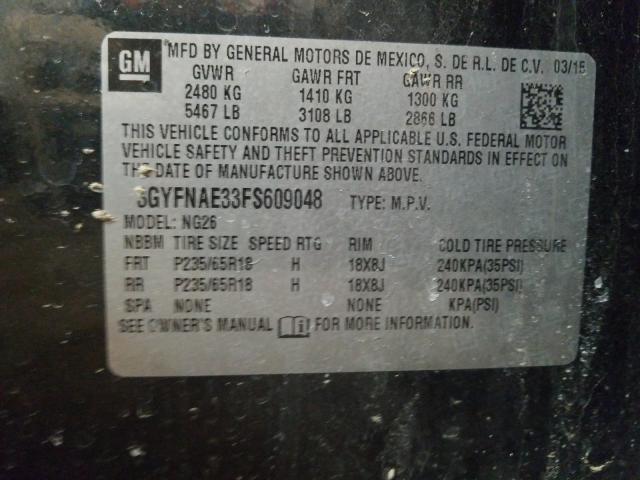 GM
MFD BY GENERAL MOTORS DE MEXICO, S. DE R.L. DE C.V. 03/15
GVWR GAWR FRT GAWR RR
2480 KG 1410 KG 1300 KG
5467 LB 3108 LB 2866 LB
THIS VEHICLE CONFORMS TO ALL APPLICABLE U.S. FEDERAL MOTOR
VEHICLE SAFETY AND THEFT PREVENTION STANDARDS IN EFFECT ON
THE DATE OF MANUFACTURE SHOWN ABOVE.
3GYFNAE33FS609048 TYPE: M.P.V.
MODEL: NG26
NBBM TIRE SIZE SPEED RTG RIM COLD TIRE PRESSURE
FRT P235/65R18 H 18X8J 240KPA(35PSI)
RR P235/65R18 H 18X8J 240KPA(35PSI)
SPA NONE NONE KPA(PSI)
SEE OWNER'S MANUAL FOR MORE INFORMATION.